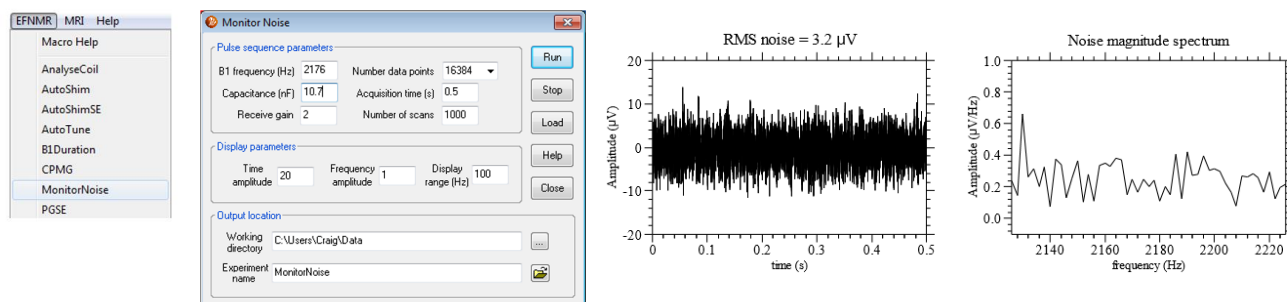 EFNMR MRI Help
Macro Help
AnalyseCoil
AutoShim
AutoShimSE
AutoTune
B1Duration
CPMG
MonitorNoise
PGSE
Monitor Noise
Pulse sequence parameters
B1 frequency (Hz) 2176 Number data points 16384
Capacitance (nF) 10.7 Acquisition time (s) 0.5
Receive gain 2 Number of scans 1000
Display parameters
Time amplitude 20 Frequency amplitude 1 Display range (Hz) 100
Output location
Working directory C:\Users\Craig\Data ...
Experiment name MonitorNoise
Run
Stop
Load
Help
Close
RMS noise = 3.2 µV
Amplitude (µV)
20
10
0
-10
-20
0 0.1 0.2 0.3 0.4 0.5
time (s)
Noise magnitude spectrum
Amplitude (µV/Hz)
1.0
0.8
0.6
0.4
0.2
0.0
2140 2160 2180 2200 2220
frequency (Hz)